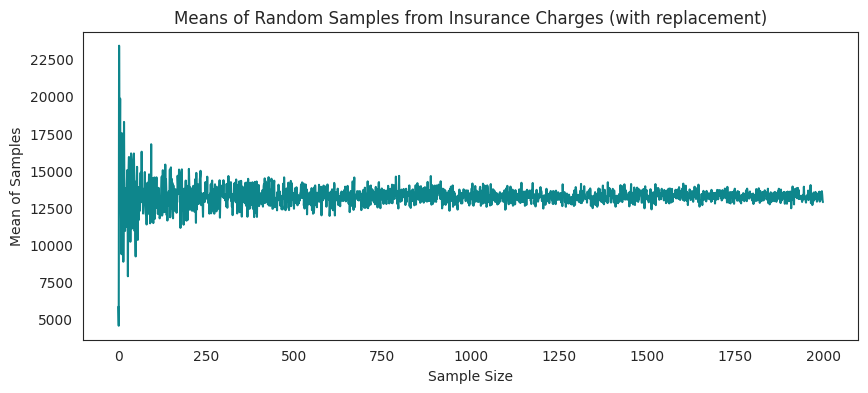 Means of Random Samples from Insurance Charges (with replacement)
Mean of Samples
22500
20000
17500
15000
12500
10000
7500
5000
0 250 500 750 1000 1250 1500 1750 2000
Sample Size